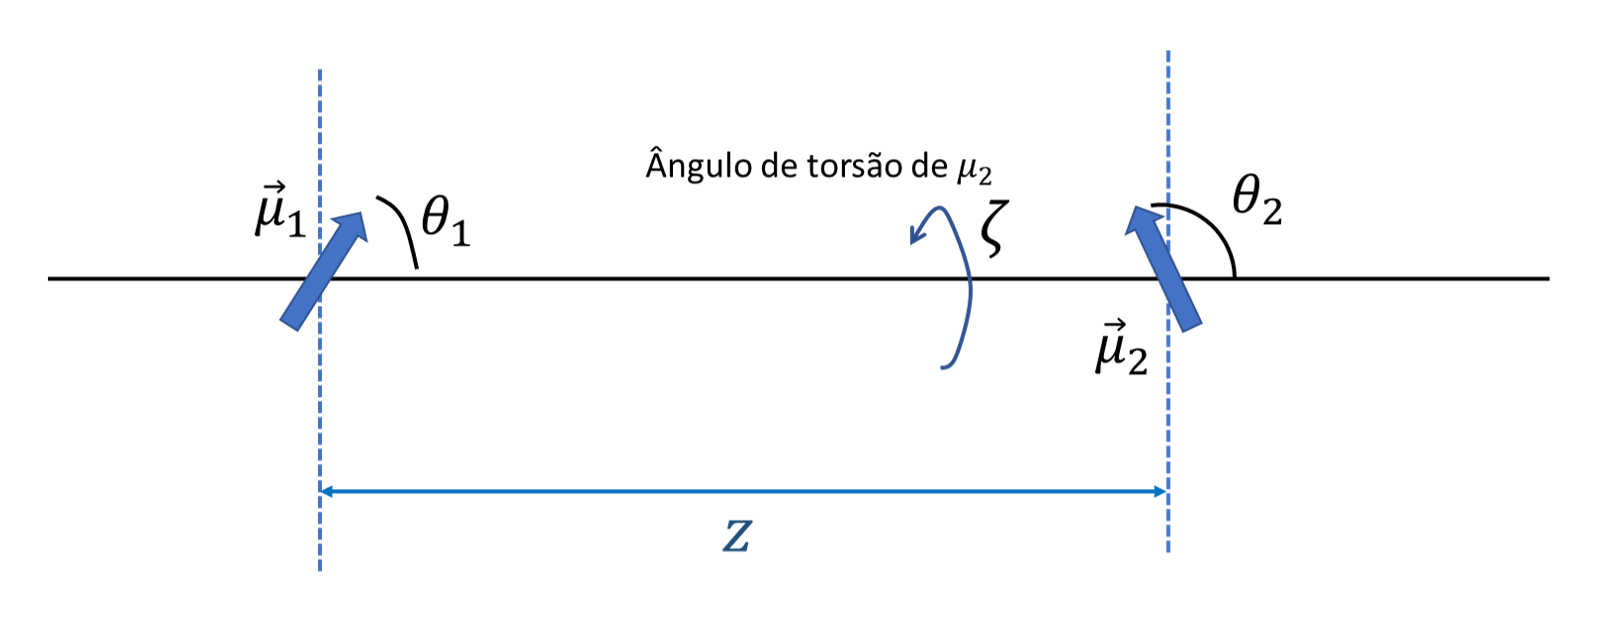 Ângulo de torsão de 𝜇₂
𝜇⃗₁
θ₁
ζ
θ₂
𝜇⃗₂
z